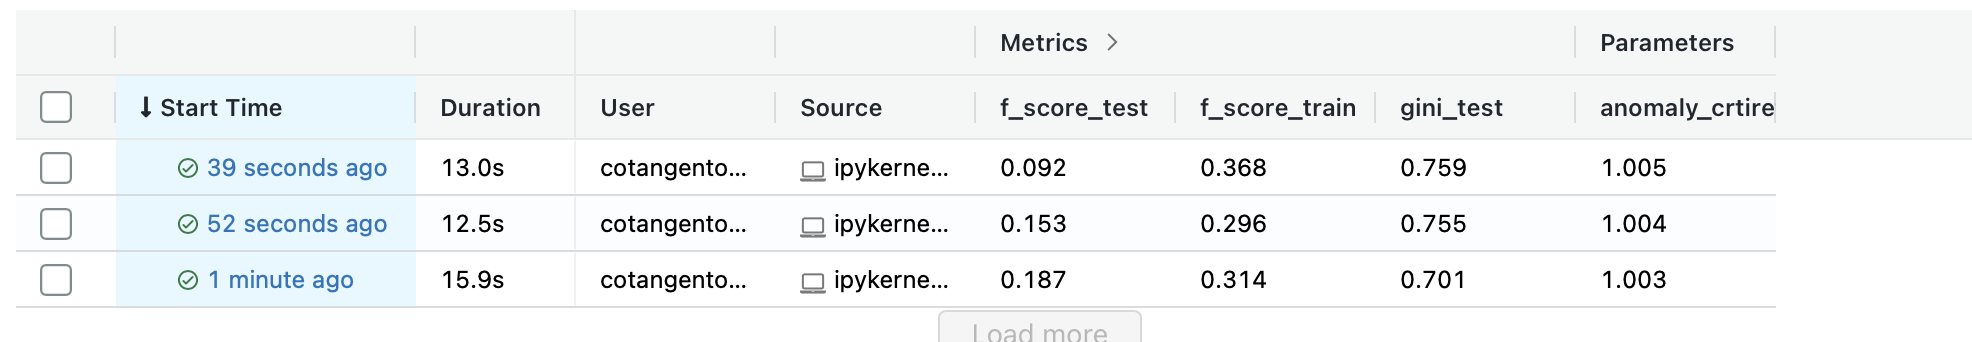 Metrics Parameters
Start Time Duration User Source f_score_test f_score_train gini_test anomaly_crtire
39 seconds ago 13.0s cotangento... ipykerne... 0.092 0.368 0.759 1.005
52 seconds ago 12.5s cotangento... ipykerne... 0.153 0.296 0.755 1.004
1 minute ago 15.9s cotangento... ipykerne... 0.187 0.314 0.701 1.003
Load more